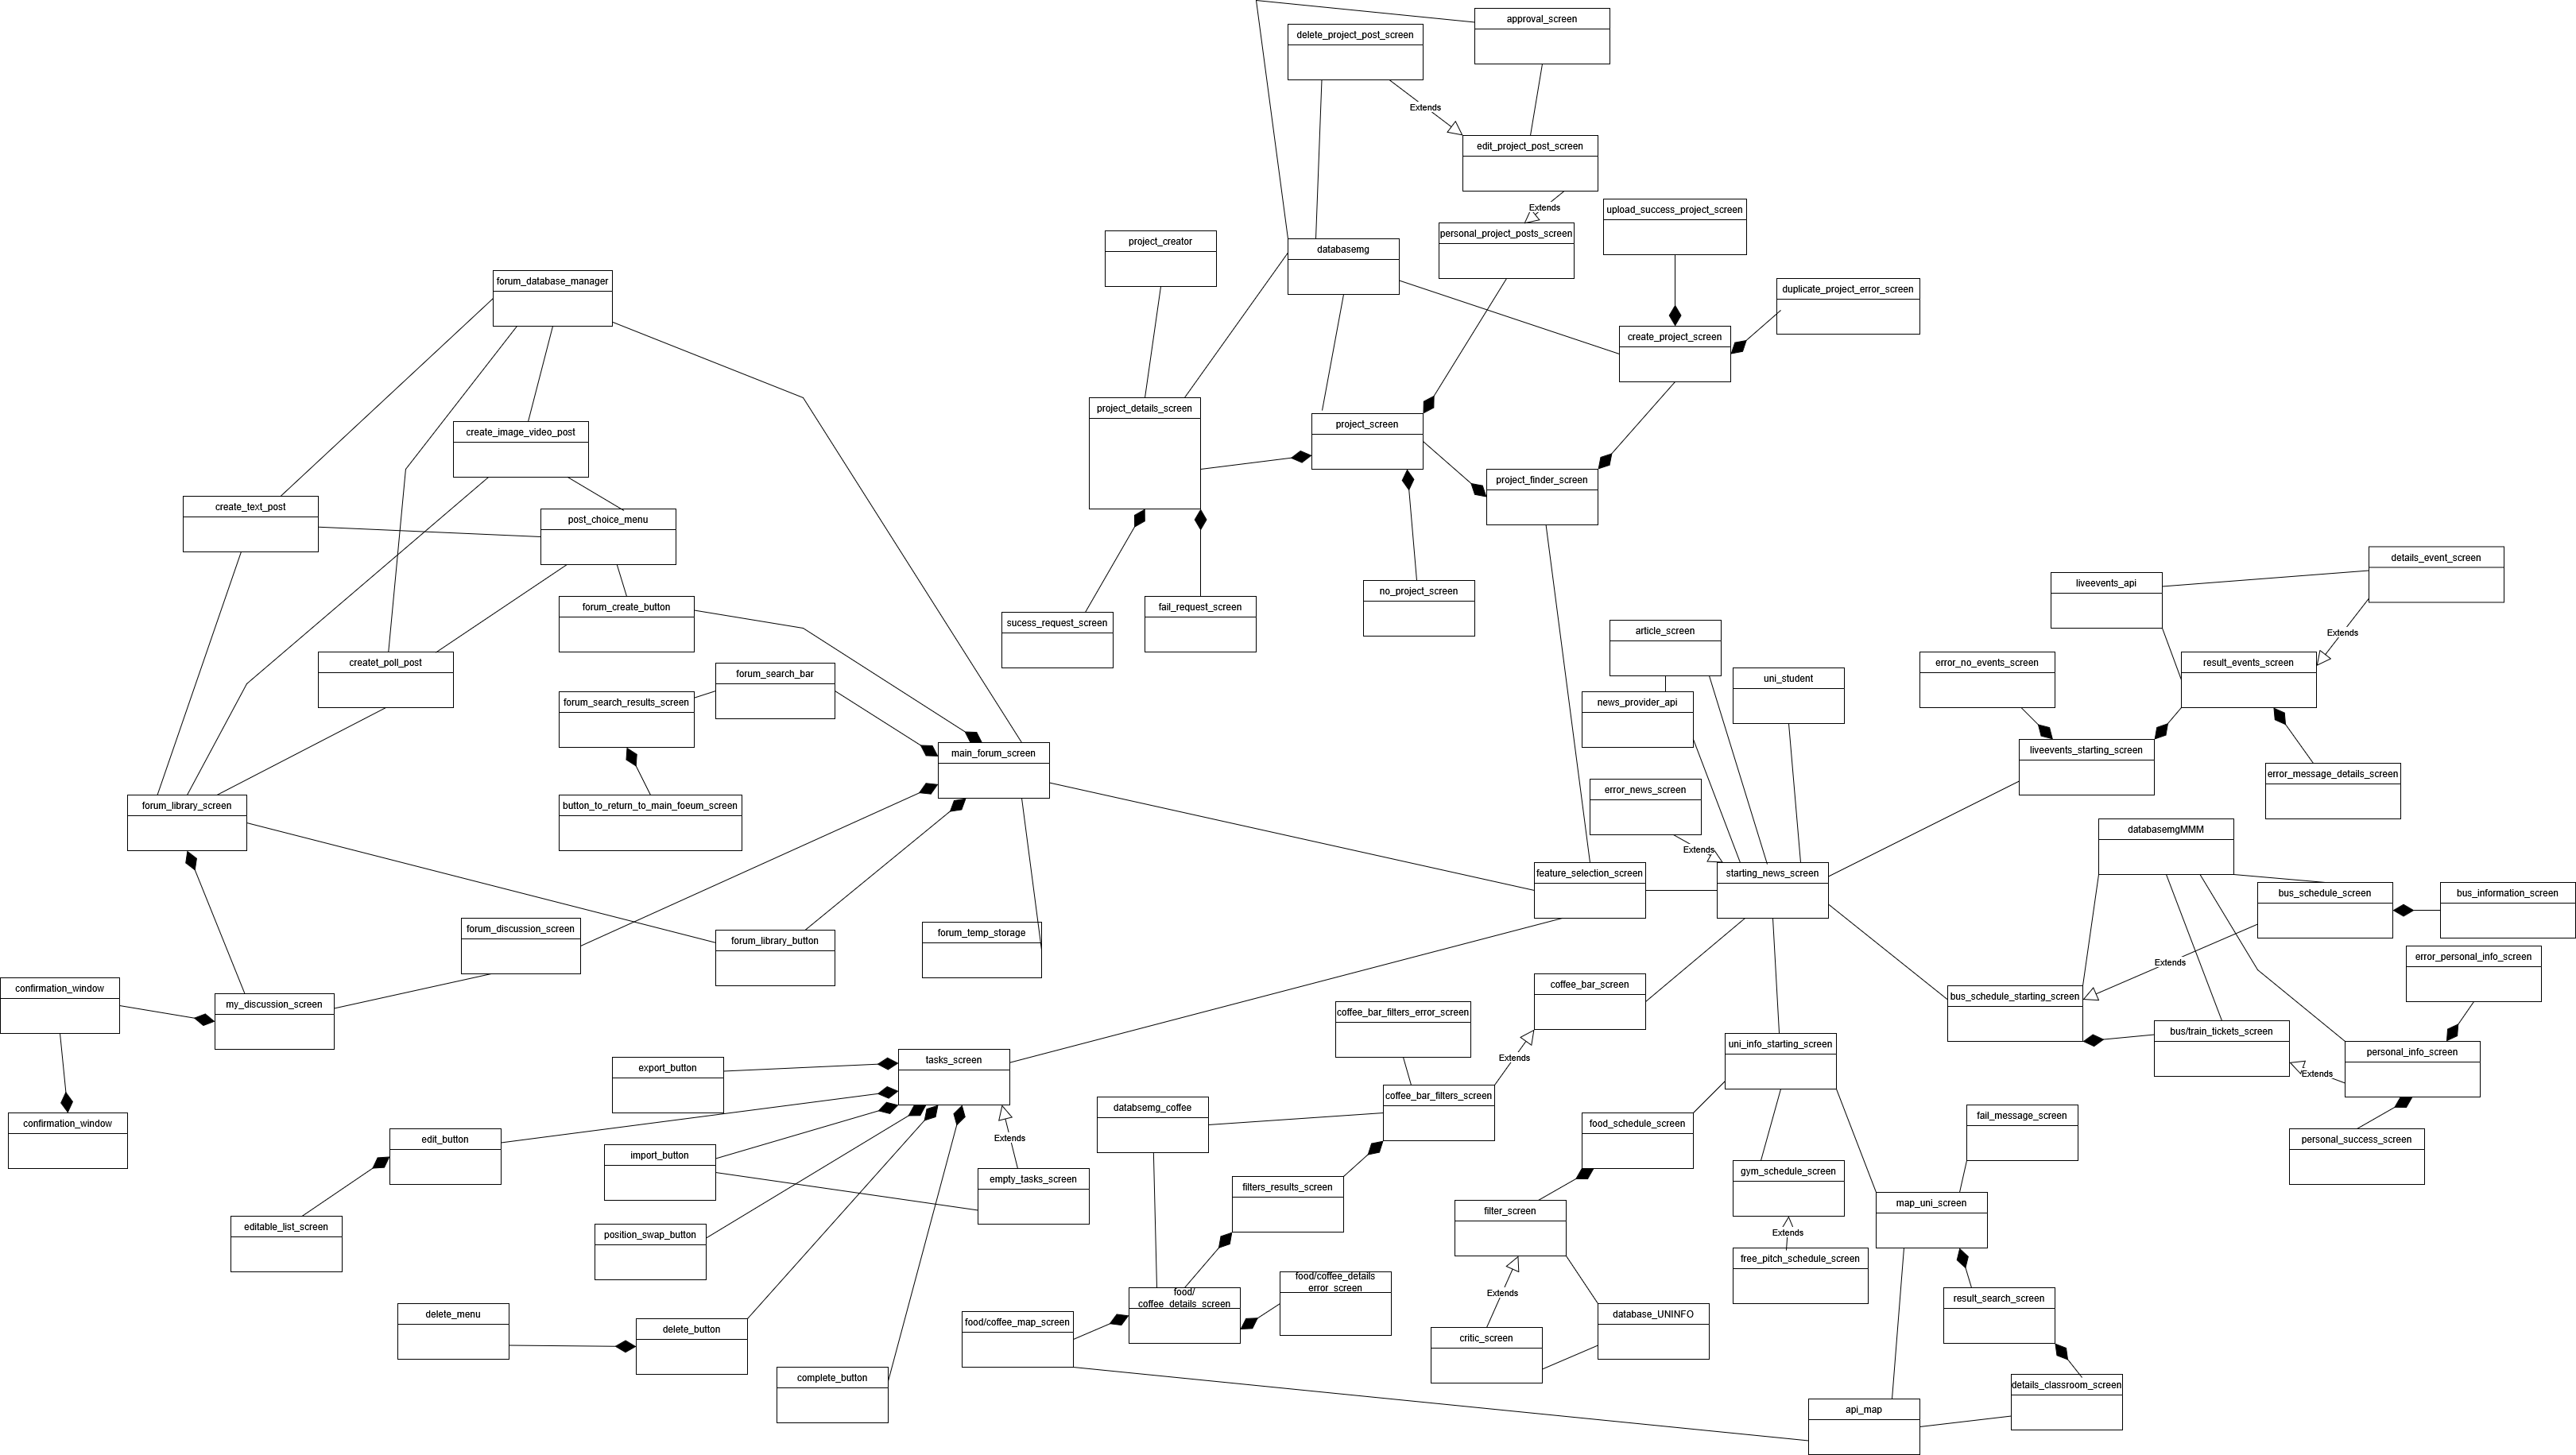 approval_screen
delete_project_post_screen
Extends
edit_project_post_screen
Extends
upload_success_project_screen
personal_project_posts_screen
project_creator
databasemg
forum_database_manager
duplicate_project_error_screen
create_project_screen
project_details_screen
project_screen
create_image_video_post
project_finder_screen
create_text_post
post_choice_menu
details_event_screen
liveevents_api
no_project_screen
forum_create_button
fail_request_screen
sucess_request_screen
article_screen
Extends
createt_poll_post
error_no_events_screen
result_events_screen
forum_search_bar
uni_student
forum_search_results_screen
news_provider_api
main_forum_screen
liveevents_starting_screen
error_message_details_screen
error_news_screen
forum_library_screen
button_to_return_to_main_foeum_screen
databasemgMMM
Extends
feature_selection_screen
starting_news_screen
bus_schedule_screen
bus_information_screen
forum_discussion_screen
forum_temp_storage
forum_library_button
error_personal_info_screen
Extends
confirmation_window
coffee_bar_screen
bus_schedule_starting_screen
my_discussion_screen
coffee_bar_filters_error_screen
bus/train_tickets_screen
uni_info_starting_screen
personal_info_screen
tasks_screen
Extends
export_button
Extends
coffee_bar_filters_screen
databsemg_coffee
fail_message_screen
confirmation_window
food_schedule_screen
edit_button
Extends
personal_success_screen
import_button
gym_schedule_screen
empty_tasks_screen
filters_results_screen
map_uni_screen
filter_screen
editable_list_screen
position_swap_button
Extends
free_pitch_schedule_screen
food/coffee_details
error_screen
food/
coffee_details_screen
Extends
result_search_screen
delete_menu
database_UNINFO
food/coffee_map_screen
delete_button
critic_screen
complete_button
details_classroom_screen
api_map